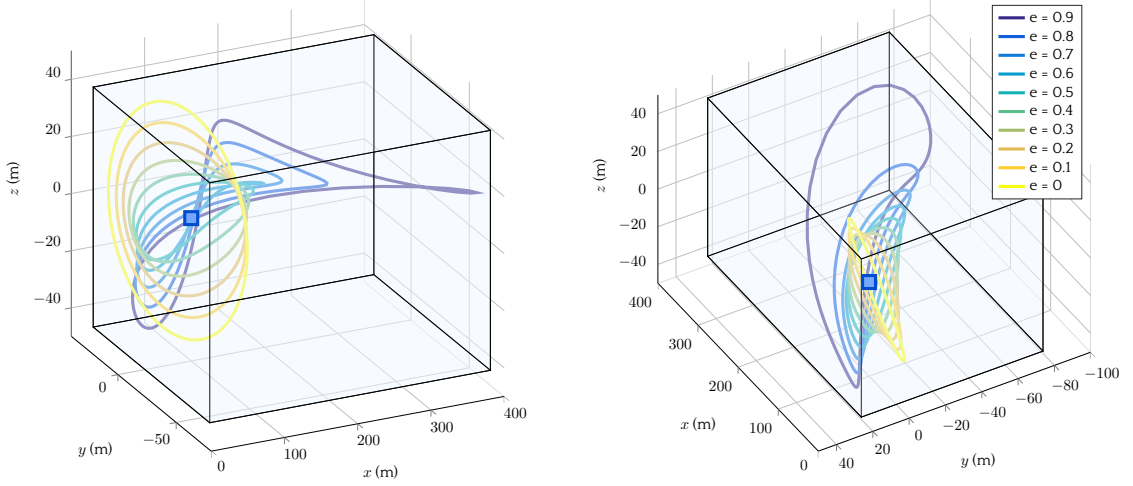 40
20
0
−20
−40
z (m)
0
−50
y (m)
0
100
200
300
400
x (m)
40
20
0
−20
−40
z (m)
400
300
200
100
0
x (m)
40
20
0
−20
−40
−60
−80
−100
y (m)
e = 0.9
e = 0.8
e = 0.7
e = 0.6
e = 0.5
e = 0.4
e = 0.3
e = 0.2
e = 0.1
e = 0